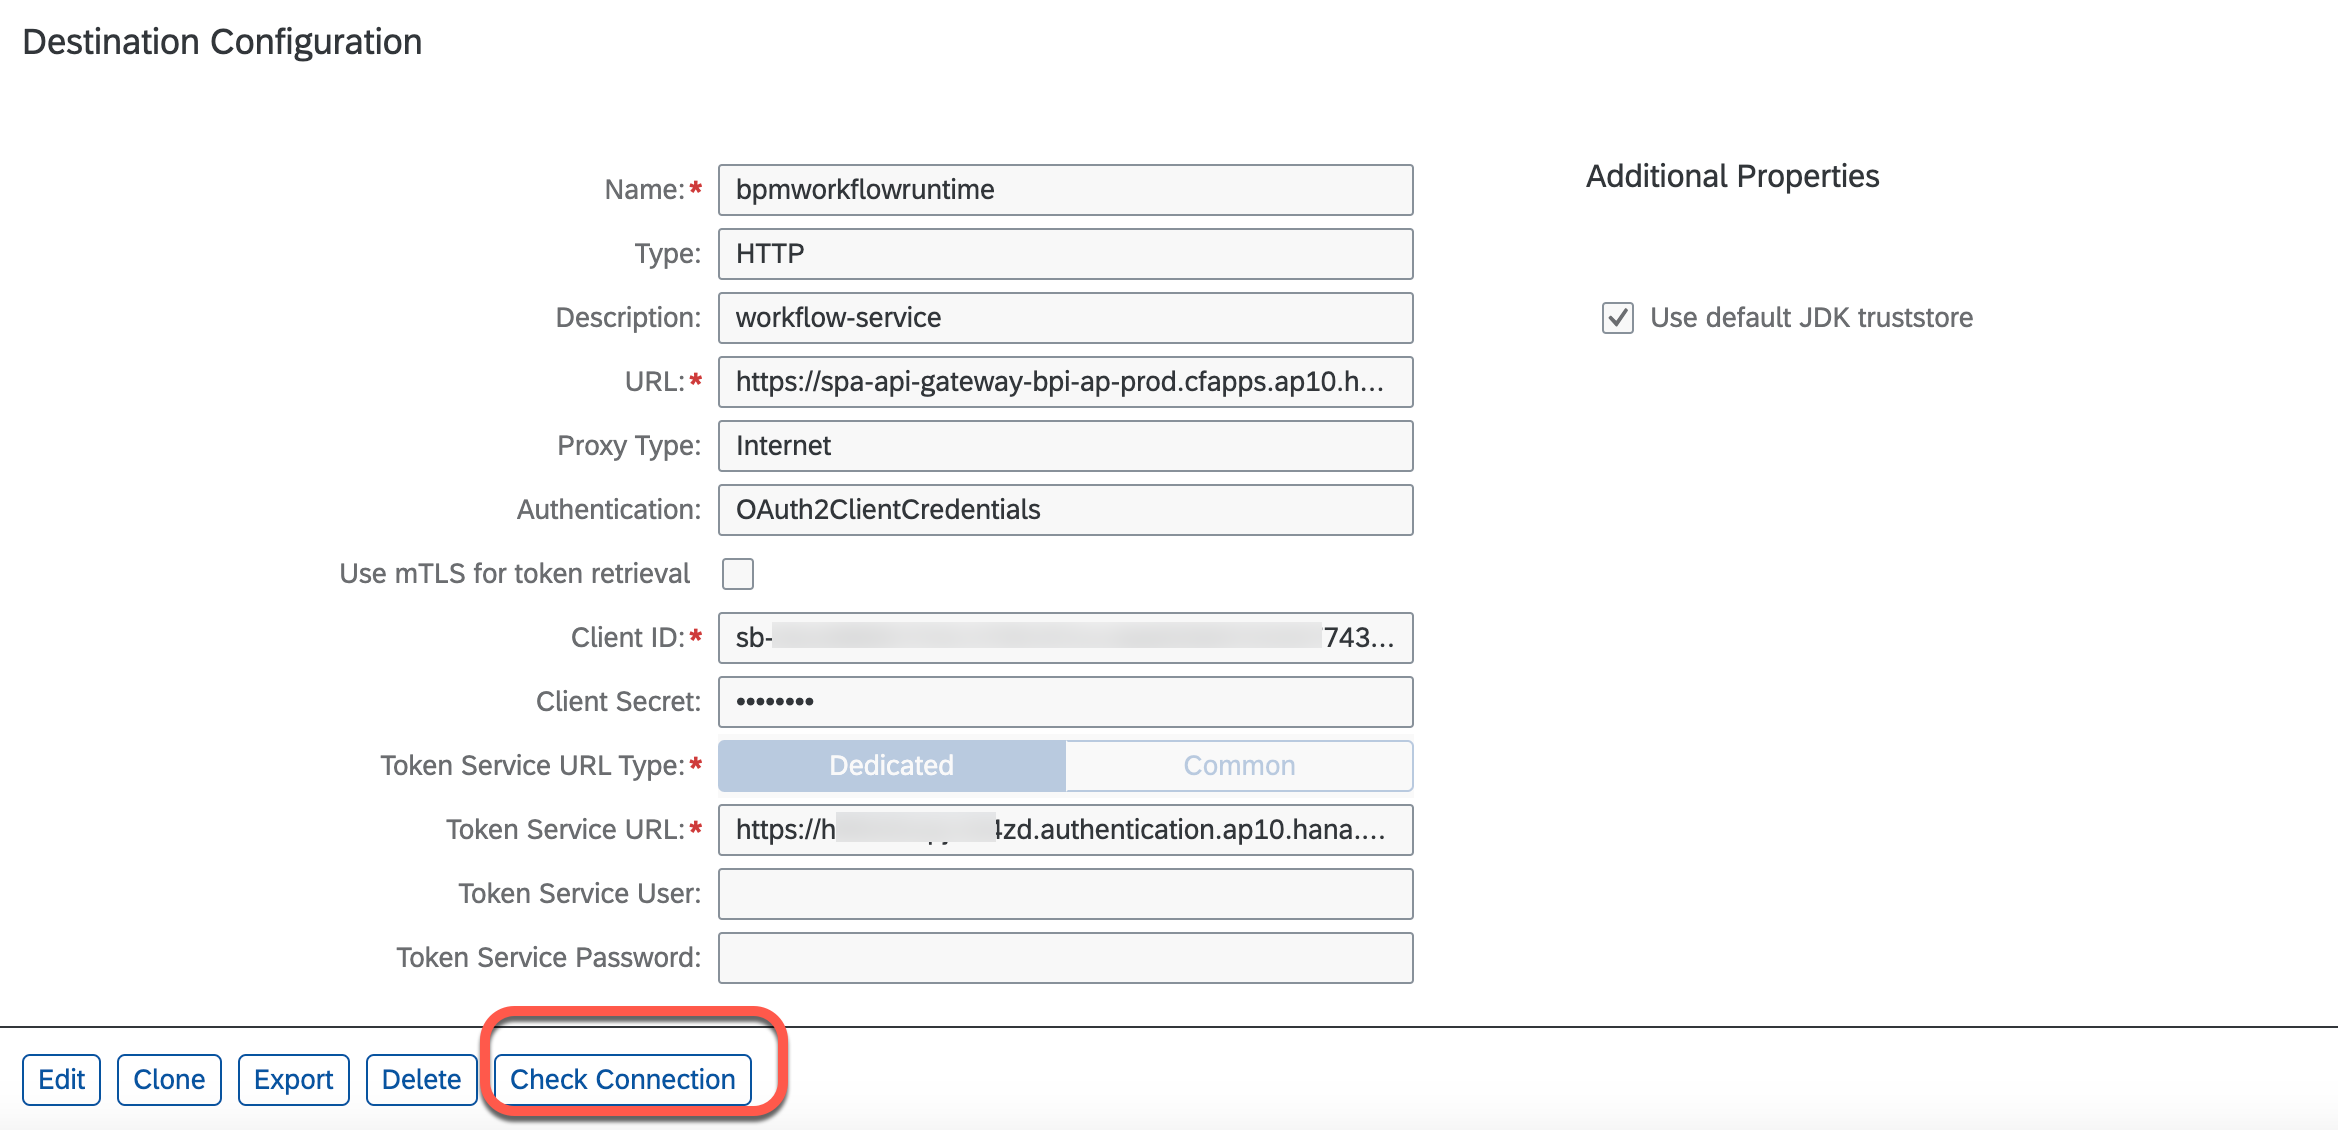 Destination Configuration
Name:* bpmworkflowruntime
Type: HTTP
Description: workflow-service
URL:* https://spa-api-gateway-bpi-ap-prod.cfapps.ap10.h...
Proxy Type: Internet
Authentication: OAuth2ClientCredentials
Use mTLS for token retrieval
Client ID:* sb- 743...
Client Secret: ••••••••
Token Service URL Type:* Dedicated Common
Token Service URL:* https://h 4zd.authentication.ap10.hana....
Token Service User:
Token Service Password:
Additional Properties
Use default JDK truststore
Edit Clone Export Delete Check Connection